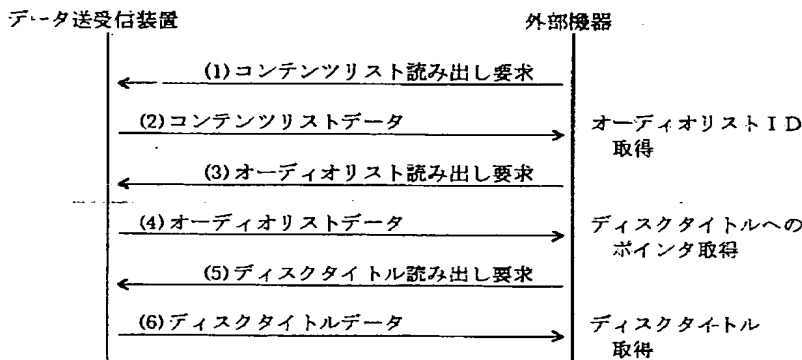 データ送受信装置
外部機器
(1)コンテンツリスト読み出し要求
(2)コンテンツリストデータ
オーディオリストID
取得
(3)オーディオリスト読み出し要求
(4)オーディオリストデータ
ディスクタイトルへの
ポインタ取得
(5)ディスクタイトル読み出し要求
(6)ディスクタイトルデータ
ディスクタイトル
取得